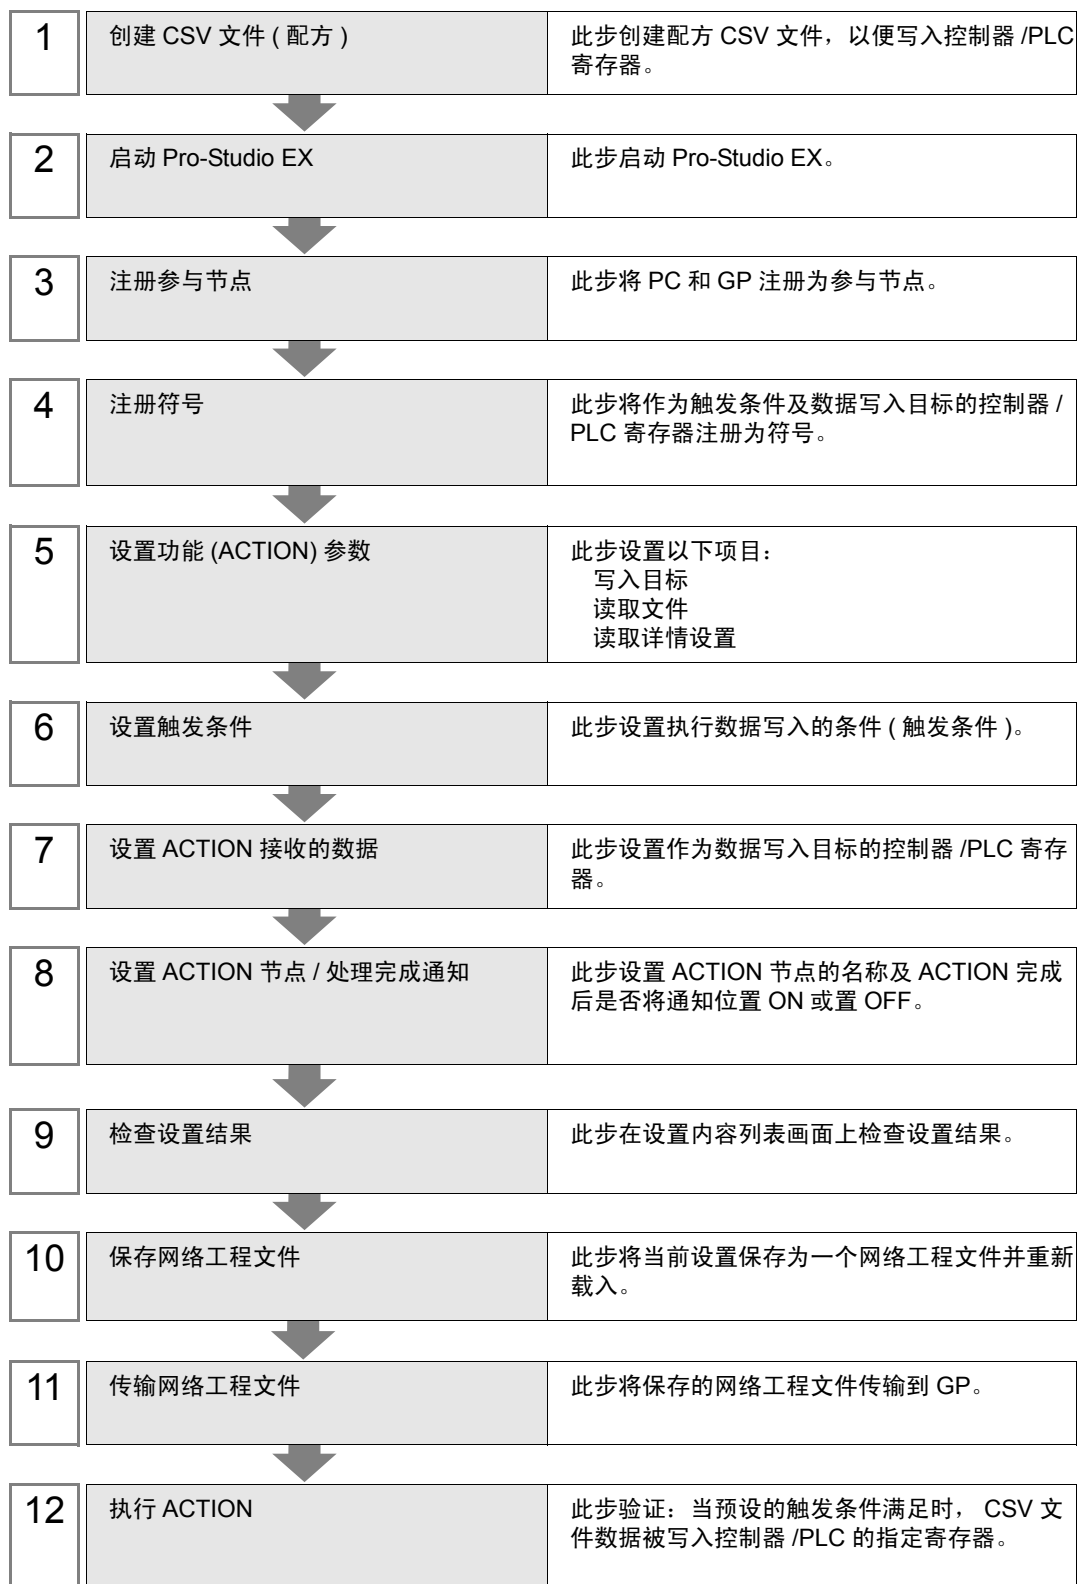 1
创建 CSV 文件 ( 配方 )
此步创建配方 CSV 文件，以便写入控制器 /PLC
寄存器。
2
启动 Pro-Studio EX
此步启动 Pro-Studio EX。
3
注册参与节点
此步将 PC 和 GP 注册为参与节点。
4
注册符号
此步将作为触发条件及数据写入目标的控制器 /
PLC 寄存器注册为符号。
5
设置功能 (ACTION) 参数
此步设置以下项目：
写入目标
读取文件
读取详情设置
6
设置触发条件
此步设置执行数据写入的条件 ( 触发条件 )。
7
设置 ACTION 接收的数据
此步设置作为数据写入目标的控制器 /PLC 寄存
器。
8
设置 ACTION 节点 / 处理完成通知
此步设置 ACTION 节点的名称及 ACTION 完成
后是否将通知位置 ON 或置 OFF。
9
检查设置结果
此步在设置内容列表画面上检查设置结果。
10
保存网络工程文件
此步将当前设置保存为一个网络工程文件并重新
载入。
11
传输网络工程文件
此步将保存的网络工程文件传输到 GP。
12
执行 ACTION
此步验证：当预设的触发条件满足时， CSV 文
件数据被写入控制器 /PLC 的指定寄存器。